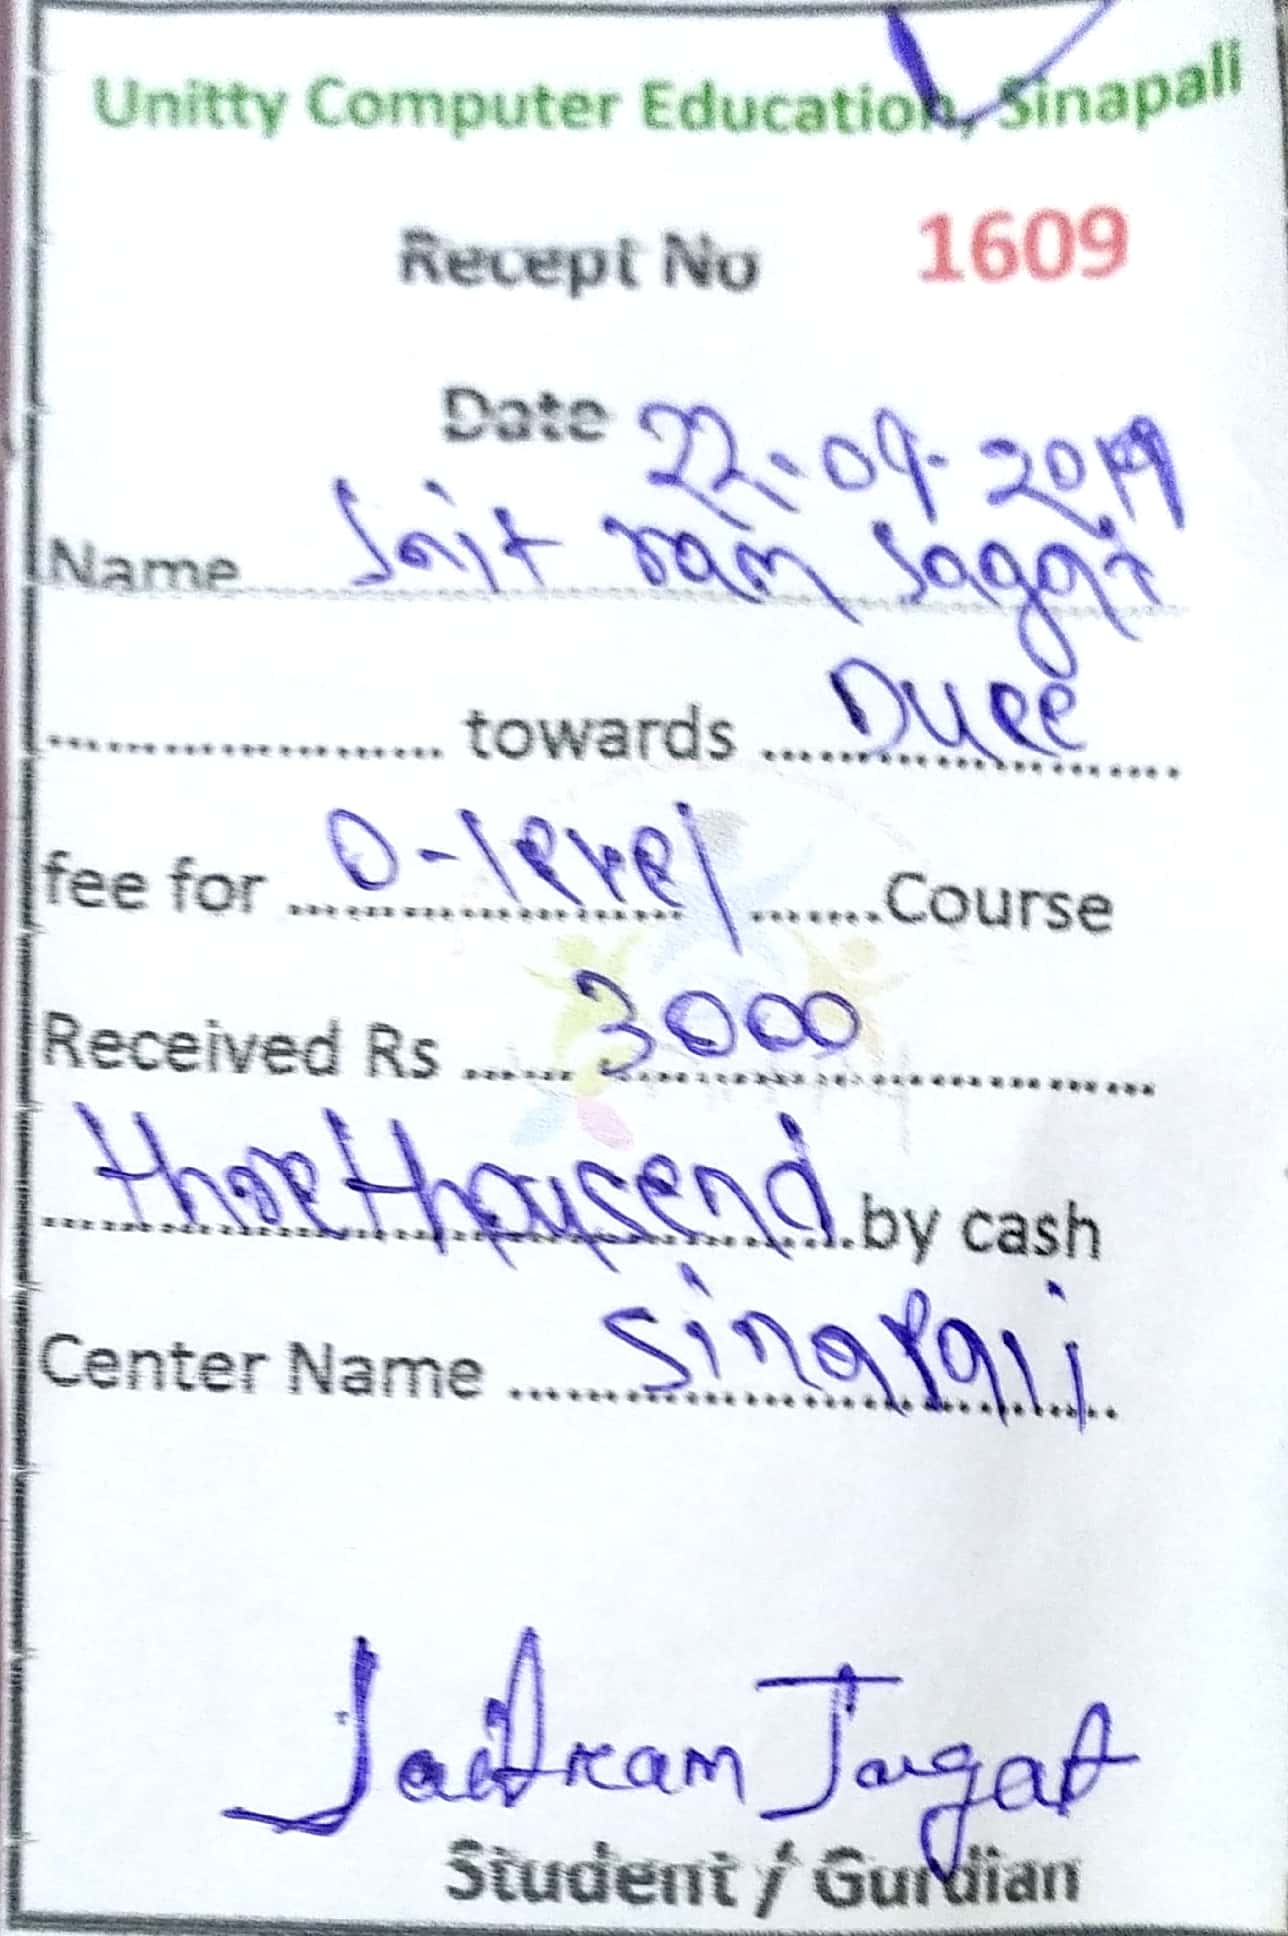 Unitty Computer Education, Sinapali
Recept No 1609
Date 22-09-2019
Name Jait ram Jagat
.................... towards Duee
fee for O-level Course
Received Rs 3000
three thousend by cash
Center Name Sinapali
Jaitram Jagat
Student / Gurdian